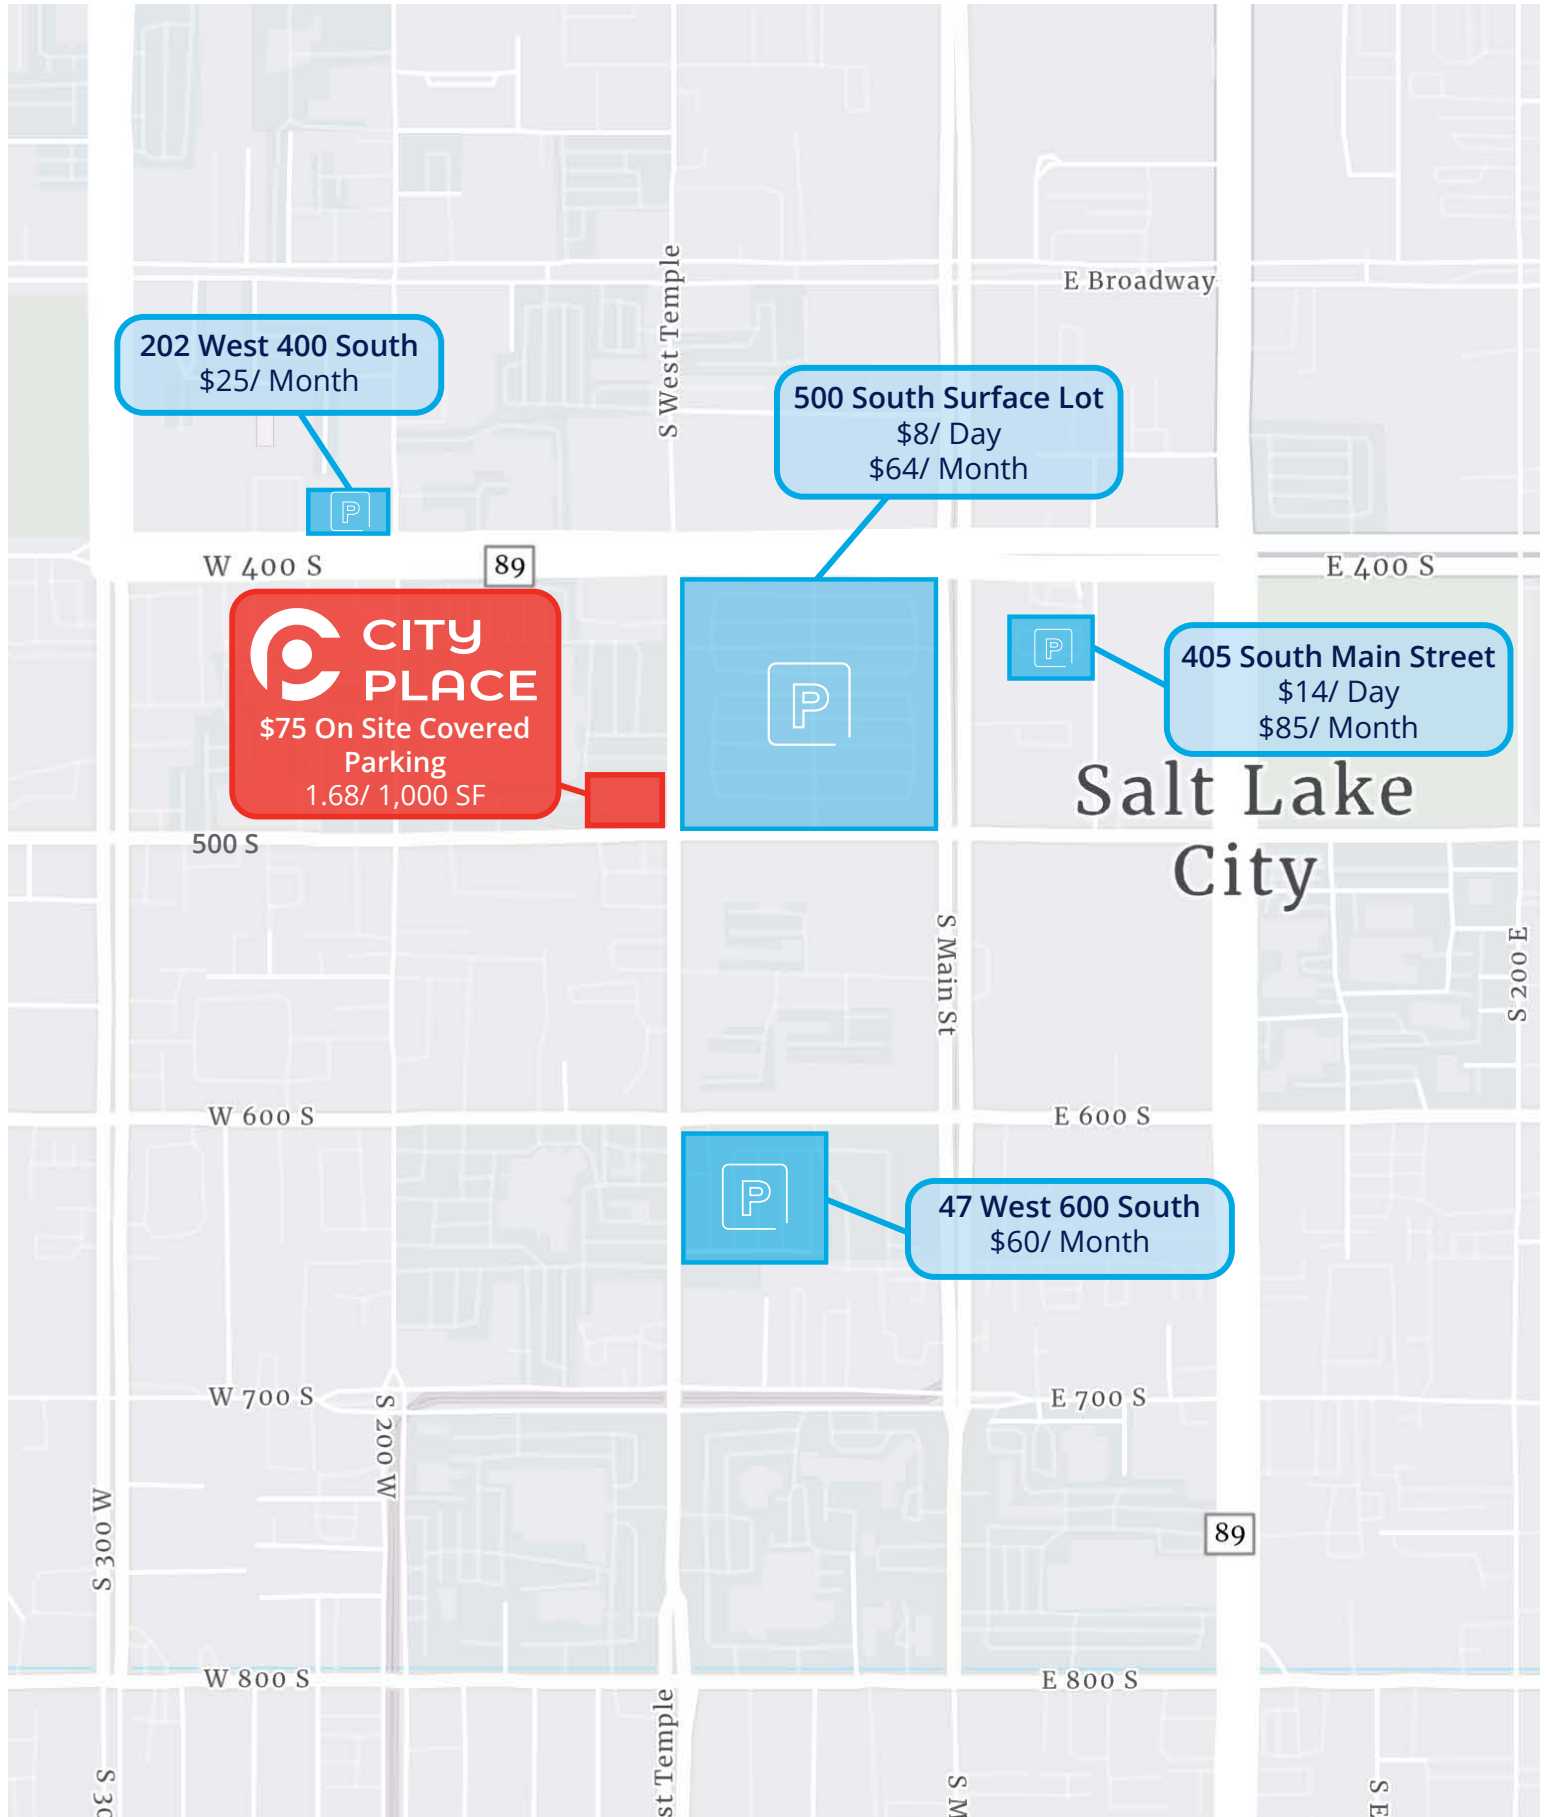 S West Temple
E Broadway
202 West 400 South
$25/ Month
500 South Surface Lot
$8/ Day
$64/ Month
P
W 400 S
89
E 400 S
CITY
PLACE
$75 On Site Covered
Parking
1.68/ 1,000 SF
P
P
405 South Main Street
$14/ Day
$85/ Month
Salt Lake
City
500 S
S Main St
S 200 E
W 600 S
E 600 S
P
47 West 600 South
$60/ Month
W 700 S
S 200 W
E 700 S
S 300 W
89
W 800 S
E 800 S
S 30
st Temple
S M
S E